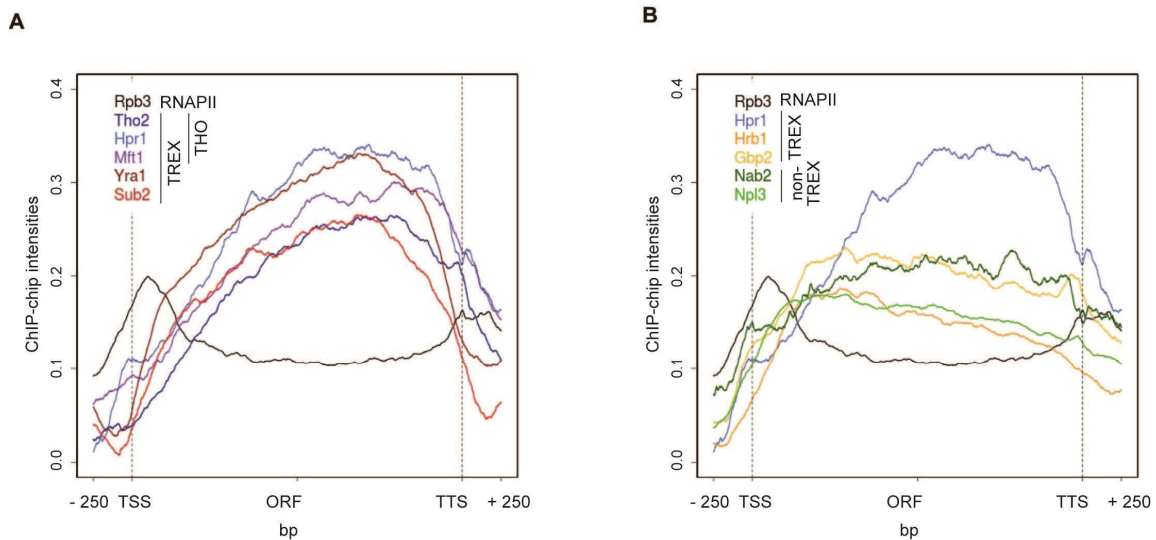 A
ChIP-chip intensities
0.4
0.3
0.2
0.1
0.0
Rpb3 RNAPII
Tho2
Hpr1
Mft1
Yra1
Sub2
THO
TREX
- 250 TSS ORF TTS + 250
bp
B
ChIP-chip intensities
0.4
0.3
0.2
0.1
0.0
Rpb3 RNAPII
Hpr1
Hrb1
Gbp2
Nab2
Npl3
TREX
non-
TREX
- 250 TSS ORF TTS + 250
bp